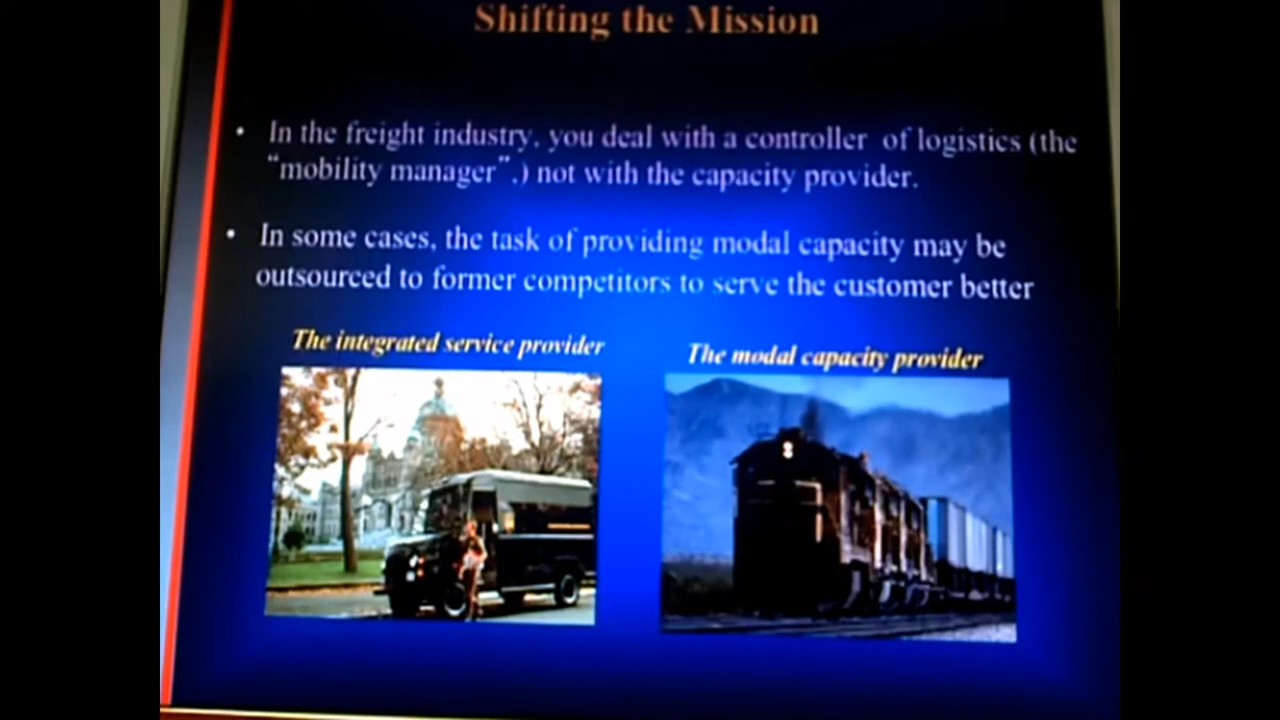 Shifting the Mission
• In the freight industry, you deal with a controller of logistics (the
“mobility manager”,) not with the capacity provider.
• In some cases, the task of providing modal capacity may be
outsourced to former competitors to serve the customer better
The integrated service provider
The modal capacity provider